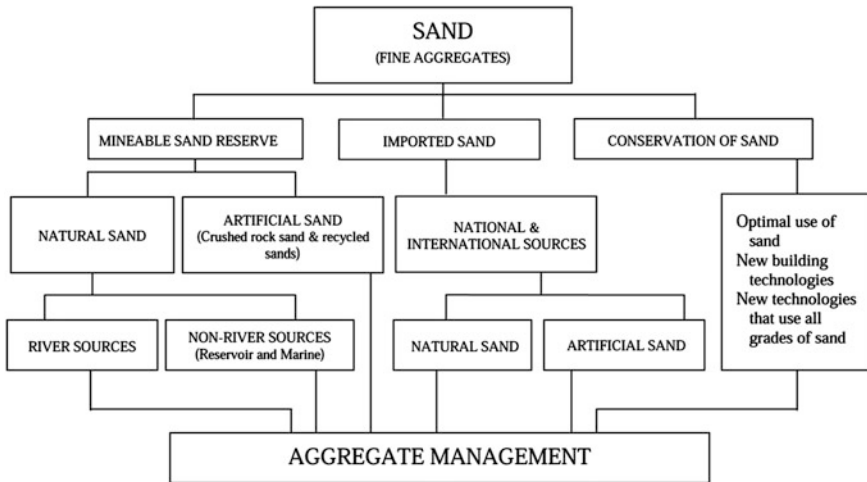 SAND
(FINE AGGREGATES)
MINEABLE SAND RESERVE
IMPORTED SAND
CONSERVATION OF SAND
NATURAL SAND
ARTIFICIAL SAND
(Crushed rock sand & recycled
sands)
NATIONAL &
INTERNATIONAL SOURCES
Optimal use of
sand
New building
technologies
New technologies
that use all
grades of sand
RIVER SOURCES
NON-RIVER SOURCES
(Reservoir and Marine)
NATURAL SAND
ARTIFICIAL SAND
AGGREGATE MANAGEMENT